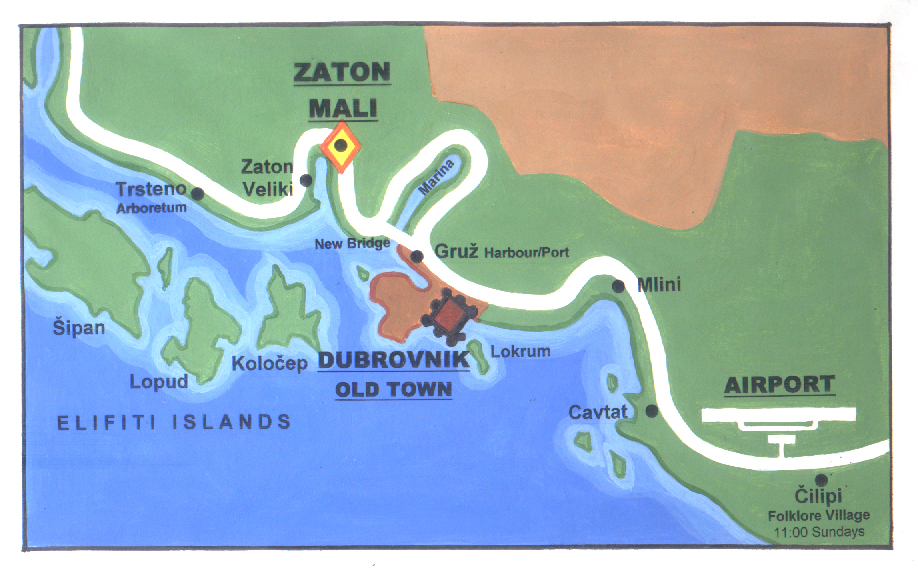 ZATON
MALI
Zaton
Veliki
Marina
Trsteno
Arboretum
New Bridge
Gruž Harbour/Port
Mlini
Šipan
Lopud
Koločep
DUBROVNIK
OLD TOWN
Lokrum
ELIFITI ISLANDS
Cavtat
AIRPORT
Čilipi
Folklore Village
11:00 Sundays